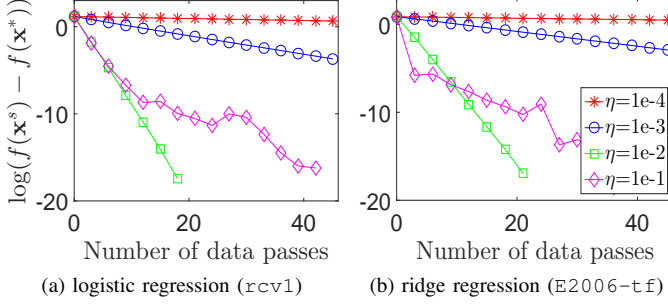 log(f(x^s) − f(x^*))
0
-10
-20
0 20 40
Number of data passes
(a) logistic regression (rcv1)
0
-10
-20
0 20 40
η=1e-4
η=1e-3
η=1e-2
η=1e-1
Number of data passes
(b) ridge regression (E2006-tf)